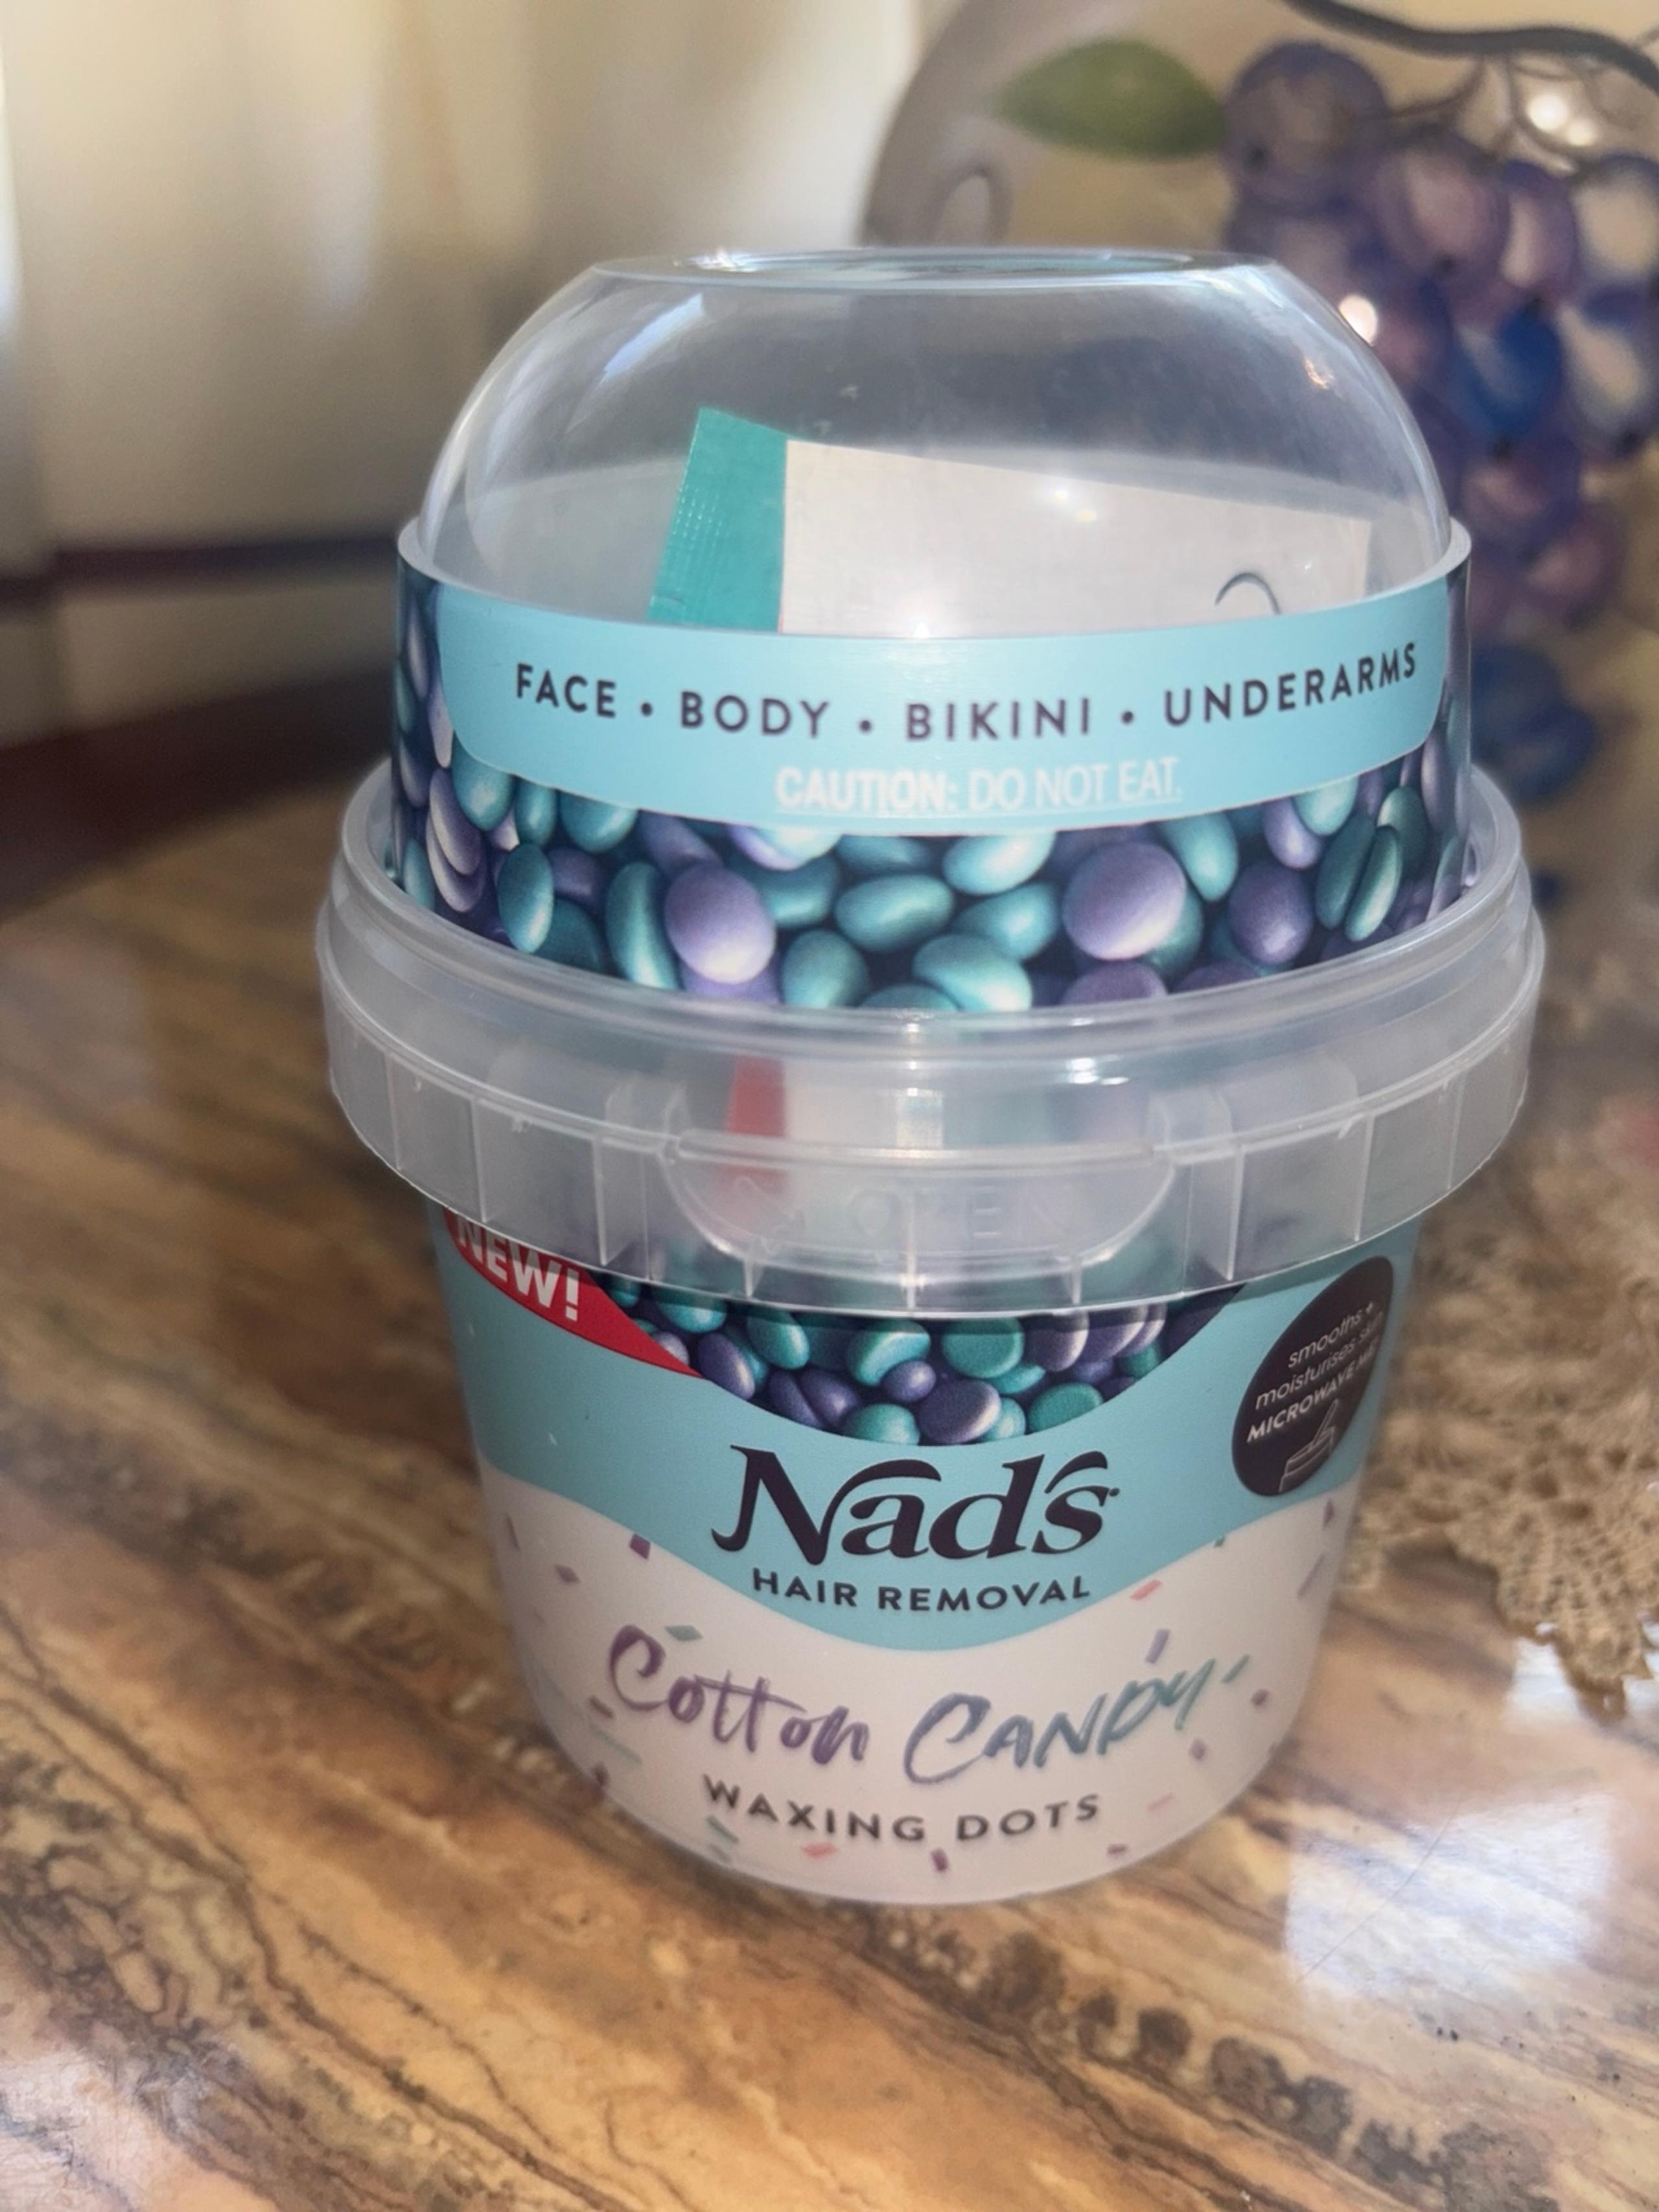 FACE • BODY • BIKINI • UNDERARMS
CAUTION: DO NOT EAT.
OPEN
NEW!
smooths +
moisturises
MICROWAVE
Nad's
HAIR REMOVAL
Cotton CANDY
WAXING DOTS